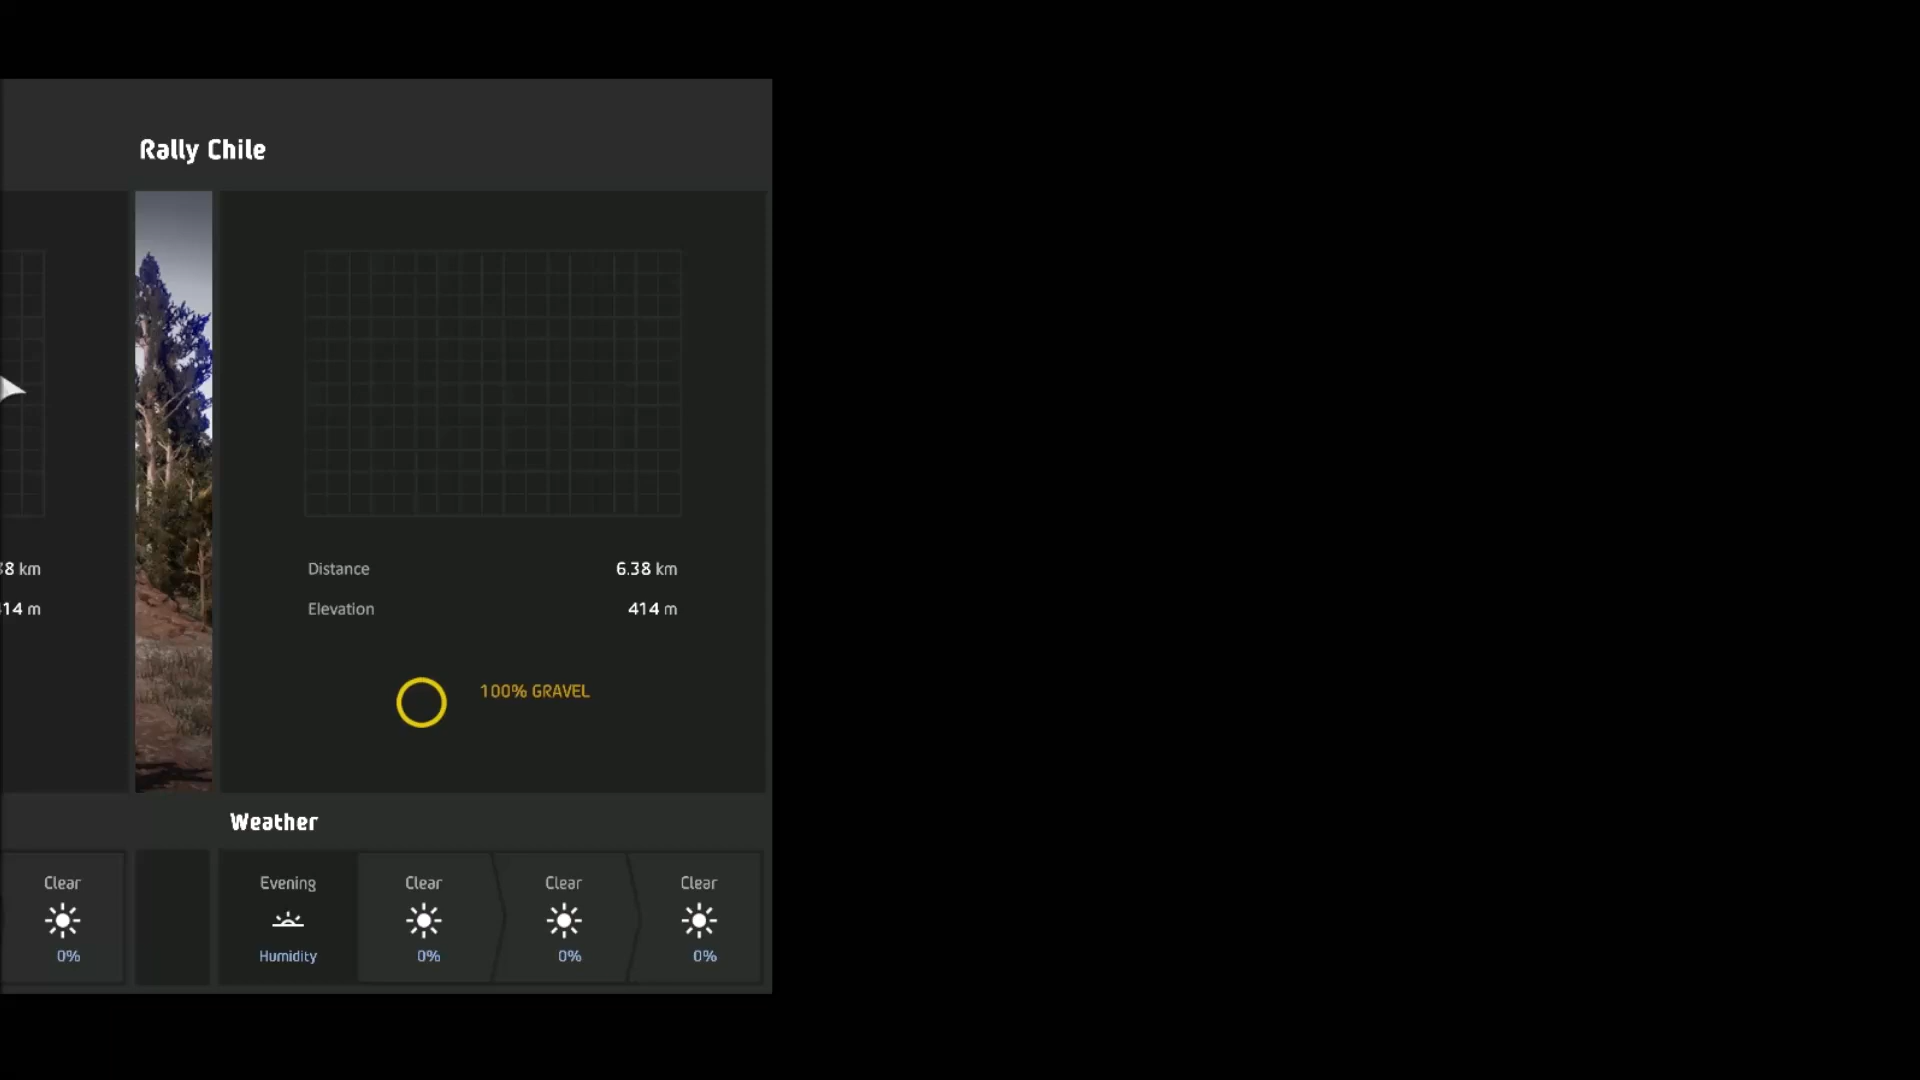 Rally Chile
8 km
14 m
Distance 6.38 km
Elevation 414 m
100% GRAVEL
Weather
Clear
0%
Evening Clear Clear Clear
Humidity 0% 0% 0%